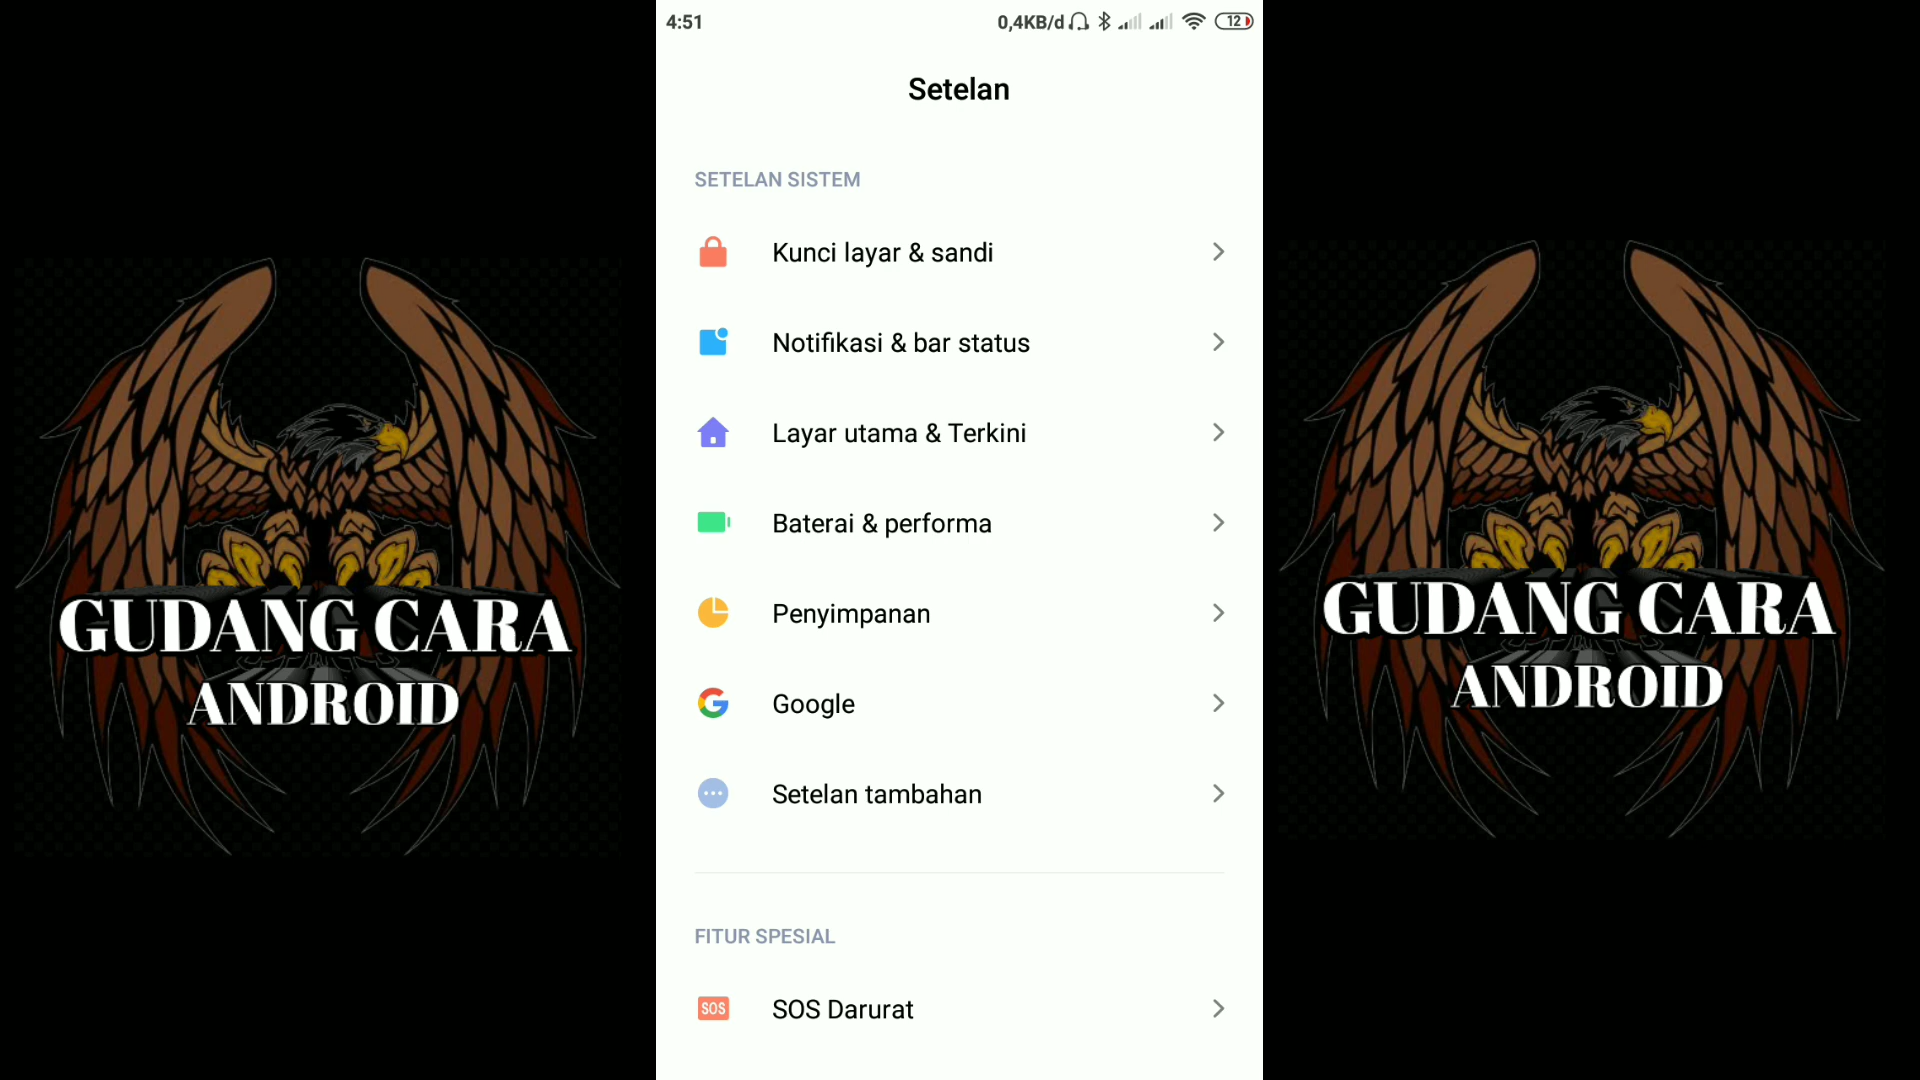 4:51
0,4KB/d
12
Setelan
SETELAN SISTEM
Kunci layar & sandi
Notifikasi & bar status
Layar utama & Terkini
Baterai & performa
Penyimpanan
Google
Setelan tambahan
FITUR SPESIAL
SOS
SOS Darurat
GUDANG CARA
ANDROID
GUDANG CARA
ANDROID